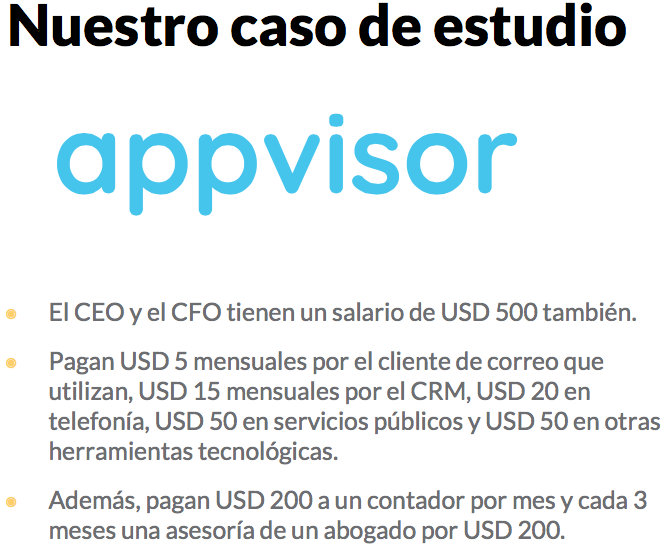 Nuestro caso de estudio
appvisor
El CEO y el CFO tienen un salario de USD 500 también.
Pagan USD 5 mensuales por el cliente de correo que
utilizan, USD 15 mensuales por el CRM, USD 20 en
telefonía, USD 50 en servicios públicos y USD 50 en otras
herramientas tecnológicas.
Además, pagan USD 200 a un contador por mes y cada 3
meses una asesoría de un abogado por USD 200.